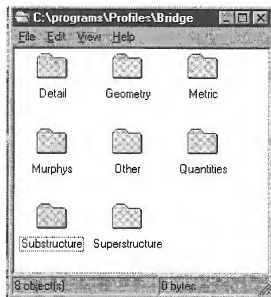 C:\programs\Profiles\Bridge
File Edit View Help
Detail Geometry Metric
Murphys Other Quantities
Substructure Superstructure
8 object(s) 0 bytes